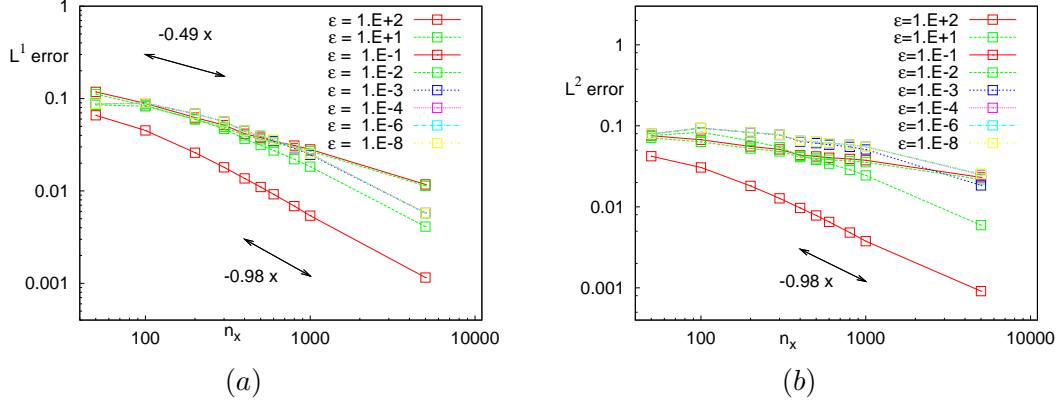 1
0.1
0.01
0.001
100
1000
10000
L¹ error
n_x
-0.49 x
-0.98 x
ε = 1.E+2
ε = 1.E+1
ε = 1.E-1
ε = 1.E-2
ε = 1.E-3
ε = 1.E-4
ε = 1.E-6
ε = 1.E-8
(a)
1
0.1
0.01
0.001
100
1000
10000
L² error
n_x
-0.98 x
ε=1.E+2
ε=1.E+1
ε=1.E-1
ε=1.E-2
ε=1.E-3
ε=1.E-4
ε=1.E-6
ε=1.E-8
(b)